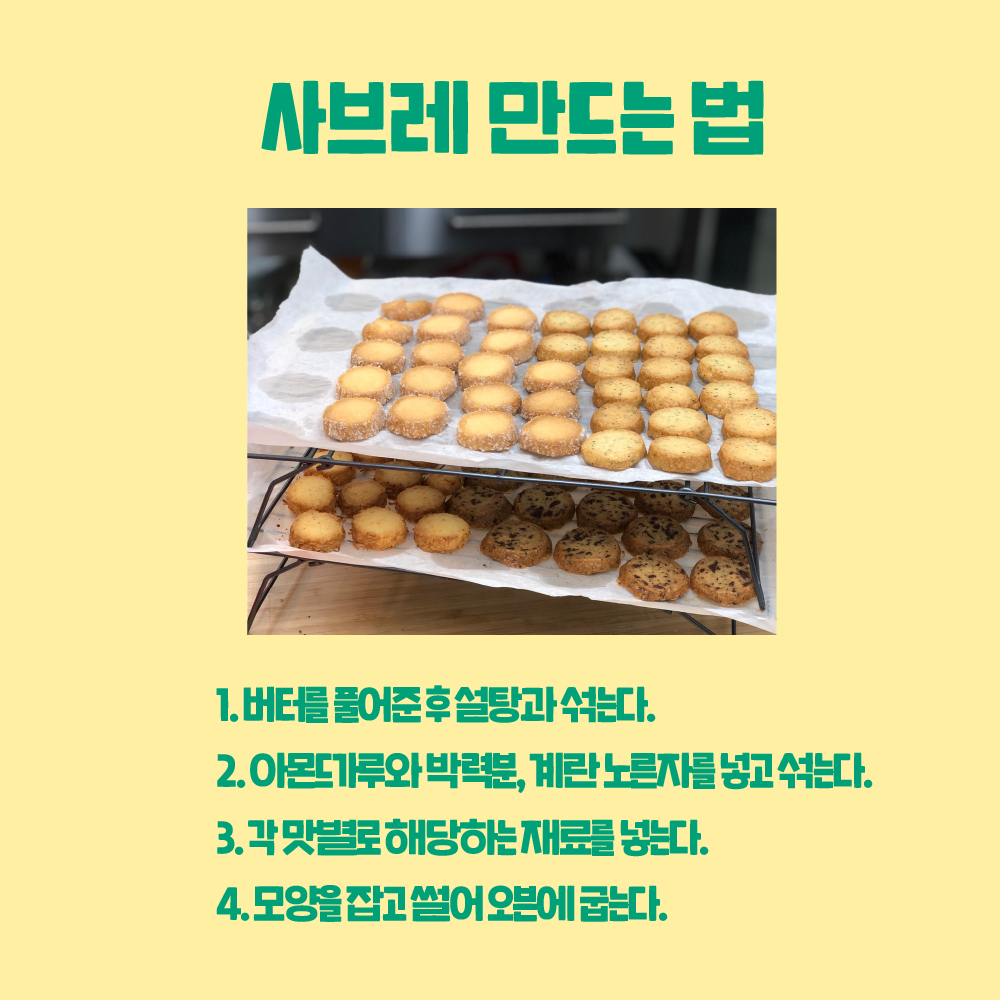 사브레 만드는 법
1. 버터를 풀어준 후 설탕과 섞는다.
2. 아몬드가루와 박력분, 계란 노른자를 넣고 섞는다.
3. 각 맛별로 해당하는 재료를 넣는다.
4. 모양을 잡고 썰어 오븐에 굽는다.